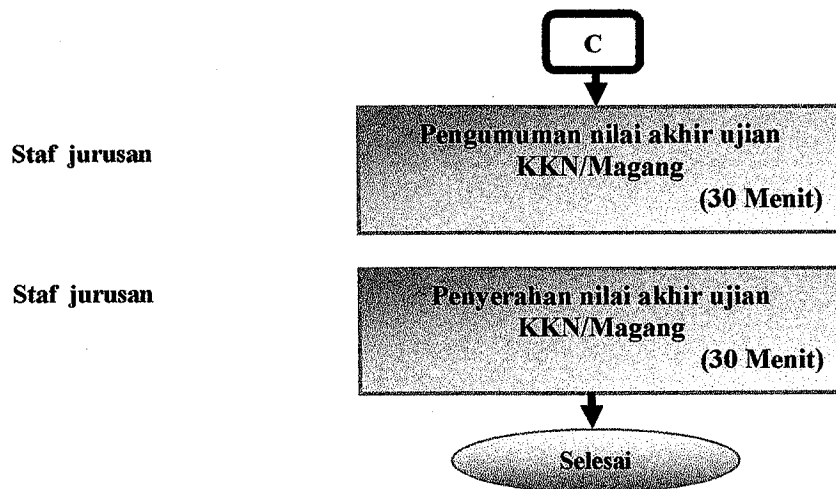 C
Staf jurusan
Pengumuman nilai akhir ujian
KKN/Magang
(30 Menit)
Staf jurusan
Penyerahan nilai akhir ujian
KKN/Magang
(30 Menit)
Selesai